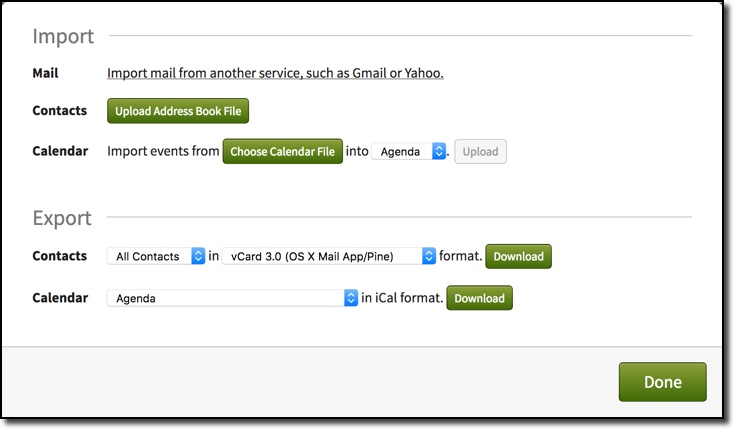 Import
Mail Import mail from another service, such as Gmail or Yahoo.
Contacts Upload Address Book File
Calendar Import events from Choose Calendar File into Agenda . Upload
Export
Contacts All Contacts in vCard 3.0 (OS X Mail App/Pine) format. Download
Calendar Agenda in iCal format. Download
Done